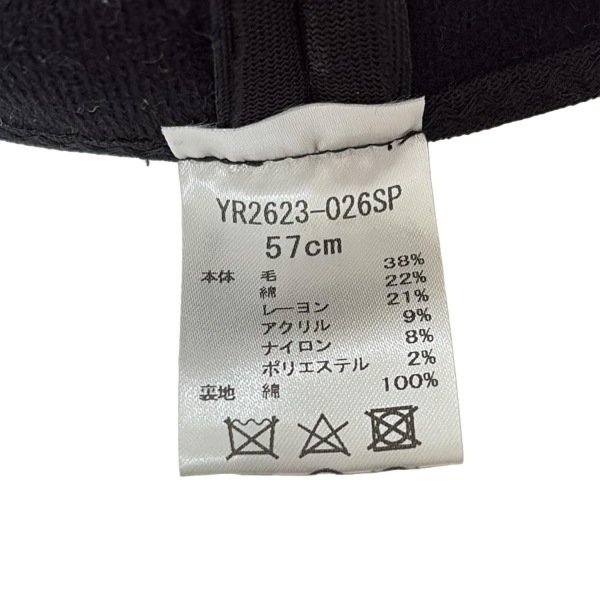 YR2623-026SP
57cm
本体 毛 38%
綿 22%
レーヨン 21%
アクリル 9%
ナイロン 8%
ポリエステル 2%
裏地 綿 100%